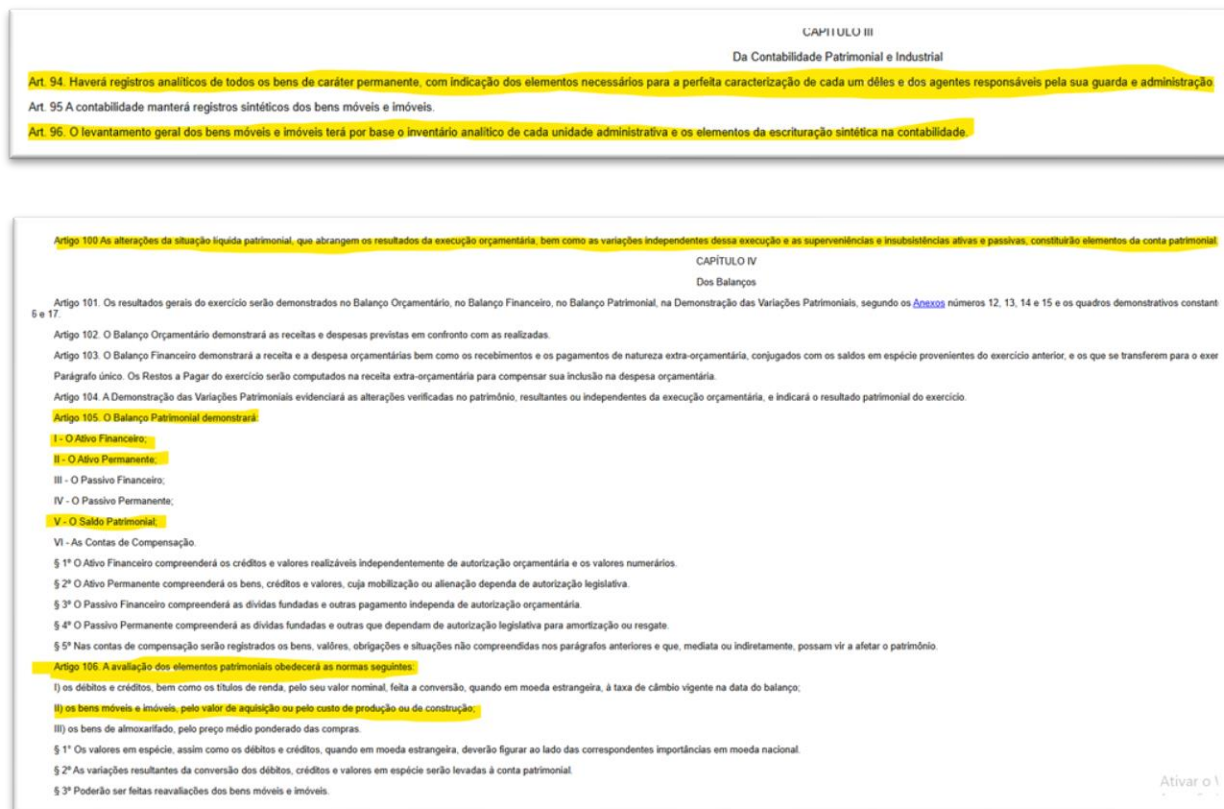 CAPITULO III
Da Contabilidade Patrimonial e Industrial
Art. 94. Haverá registros analíticos de todos os bens de caráter permanente, com indicação dos elementos necessários para a perfeita caracterização de cada um dêles e dos agentes responsáveis pela sua guarda e administração
Art. 95 A contabilidade manterá registros sintéticos dos bens móveis e imóveis.
Art. 96. O levantamento geral dos bens móveis e imóveis terá por base o inventário analítico de cada unidade administrativa e os elementos da escrituração sintética na contabilidade.
Artigo 100 As alterações da situação líquida patrimonial, que abrangem os resultados da execução orçamentária, bem como as variações independentes dessa execução e as superveniências e insubsistências ativas e passivas, constituirão elementos da conta patrimonial.
CAPÍTULO IV
Dos Balanços
Artigo 101. Os resultados gerais do exercício serão demonstrados no Balanço Orçamentário, no Balanço Financeiro, no Balanço Patrimonial, na Demonstração das Variações Patrimoniais, segundo os Anexos números 12, 13, 14 e 15 e os quadros demonstrativos constant
6 e 17.
Artigo 102. O Balanço Orçamentário demonstrará as receitas e despesas previstas em confronto com as realizadas.
Artigo 103. O Balanço Financeiro demonstrará a receita e a despesa orçamentárias bem como os recebimentos e os pagamentos de natureza extra-orçamentária, conjugados com os saldos em espécie provenientes do exercício anterior, e os que se transferem para o exer
Parágrafo único. Os Restos a Pagar do exercício serão computados na receita extra-orçamentária para compensar sua inclusão na despesa orçamentária.
Artigo 104. A Demonstração das Variações Patrimoniais evidenciará as alterações verificadas no patrimônio, resultantes ou independentes da execução orçamentária, e indicará o resultado patrimonial do exercício.
Artigo 105. O Balanço Patrimonial demonstrará:
I - O Ativo Financeiro;
II - O Ativo Permanente;
III - O Passivo Financeiro;
IV - O Passivo Permanente;
V - O Saldo Patrimonial;
VI - As Contas de Compensação.
§ 1º O Ativo Financeiro compreenderá os créditos e valores realizáveis independentemente de autorização orçamentária e os valores numerários.
§ 2º O Ativo Permanente compreenderá os bens, créditos e valores, cuja mobilização ou alienação dependa de autorização legislativa.
§ 3º O Passivo Financeiro compreenderá as dívidas fundadas e outras pagamento independa de autorização orçamentária.
§ 4º O Passivo Permanente compreenderá as dívidas fundadas e outras que dependam de autorização legislativa para amortização ou resgate.
§ 5º Nas contas de compensação serão registrados os bens, valôres, obrigações e situações não compreendidas nos parágrafos anteriores e que, mediata ou indiretamente, possam vir a afetar o patrimônio.
Artigo 106. A avaliação dos elementos patrimoniais obedecerá as normas seguintes:
I) os débitos e créditos, bem como os títulos de renda, pelo seu valor nominal, feita a conversão, quando em moeda estrangeira, à taxa de câmbio vigente na data do balanço;
II) os bens móveis e imóveis, pelo valor de aquisição ou pelo custo de produção ou de construção;
III) os bens de almoxarifado, pelo preço médio ponderado das compras.
§ 1° Os valores em espécie, assim como os débitos e créditos, quando em moeda estrangeira, deverão figurar ao lado das correspondentes importâncias em moeda nacional.
§ 2º As variações resultantes da conversão dos débitos, créditos e valores em espécie serão levadas à conta patrimonial.
§ 3º Poderão ser feitas reavaliações dos bens móveis e imóveis.
Ativar o